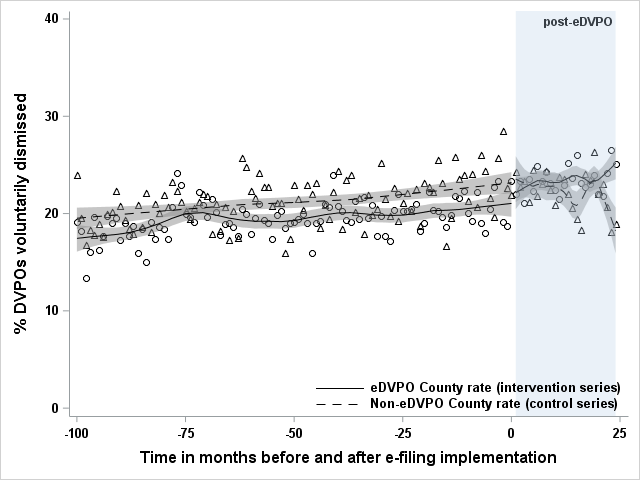 post-eDVPO
40
30
20
10
0
% DVPOs voluntarily dismissed
eDVPO County rate (intervention series)
Non-eDVPO County rate (control series)
-100
-75
-50
-25
0
25
Time in months before and after e-filing implementation